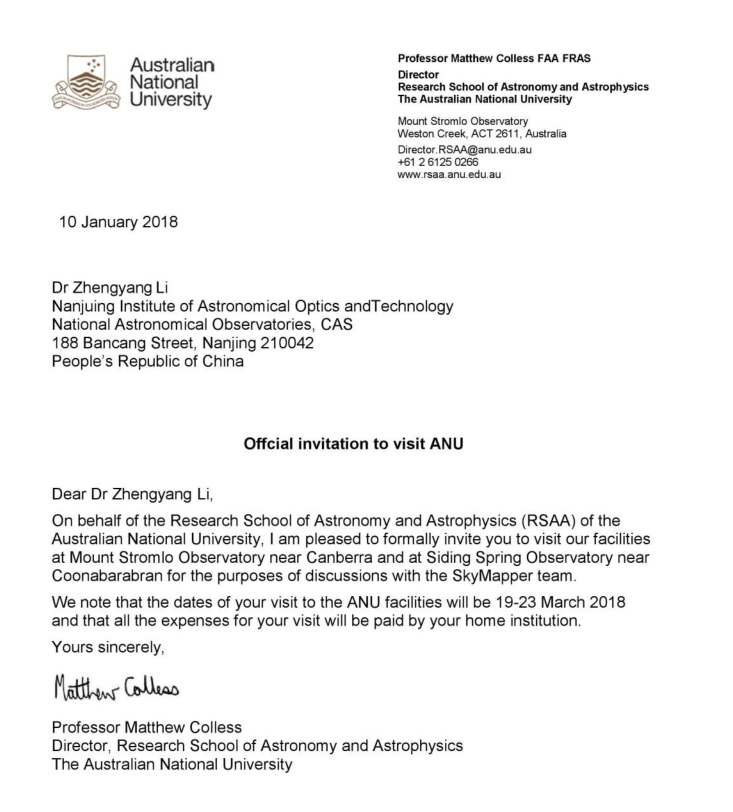 Australian
National
University
Professor Matthew Colless FAA FRAS
Director
Research School of Astronomy and Astrophysics
The Australian National University
Mount Stromlo Observatory
Weston Creek, ACT 2611, Australia
Director.RSAA@anu.edu.au
+61 2 6125 0266
www.rsaa.anu.edu.au
10 January 2018
Dr Zhengyang Li
Nanjuing Institute of Astronomical Optics andTechnology
National Astronomical Observatories, CAS
188 Bancang Street, Nanjing 210042
People's Republic of China
Offcial invitation to visit ANU
Dear Dr Zhengyang Li,
On behalf of the Research School of Astronomy and Astrophysics (RSAA) of the
Australian National University, I am pleased to formally invite you to visit our facilities
at Mount Stromlo Observatory near Canberra and at Siding Spring Observatory near
Coonabarabran for the purposes of discussions with the SkyMapper team.
We note that the dates of your visit to the ANU facilities will be 19-23 March 2018
and that all the expenses for your visit will be paid by your home institution.
Yours sincerely,
Matthew Colless
Professor Matthew Colless
Director, Research School of Astronomy and Astrophysics
The Australian National University